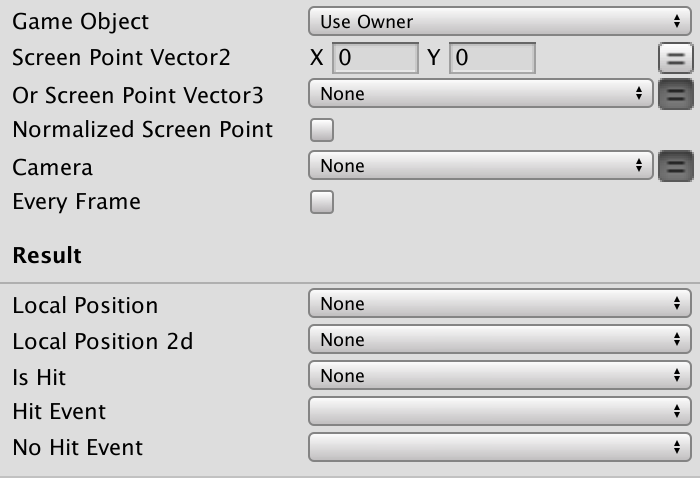 Game Object Use Owner
Screen Point Vector2 X 0 Y 0
Or Screen Point Vector3 None
Normalized Screen Point
Camera None
Every Frame
Result
Local Position None
Local Position 2d None
Is Hit None
Hit Event
No Hit Event